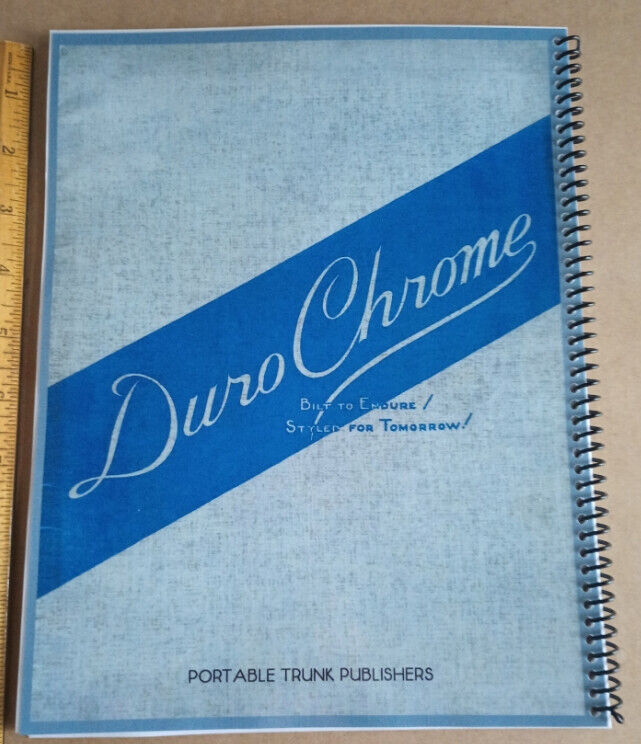 Duro Chrome
Bilt to Endure!
Styled for Tomorrow!
PORTABLE TRUNK PUBLISHERS
1
2
3
4